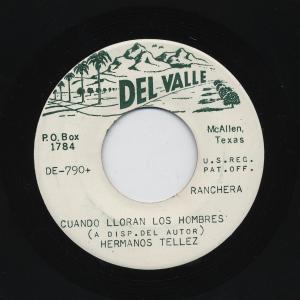 DEL VALLE
P.O. Box
1784
McAllen,
Texas
U.S. REG.
PAT. OFF.
DE-790+
RANCHERA
CUANDO LLORAN LOS HOMBRES
(A DISP. DEL AUTOR)
HERMANOS TELLEZ